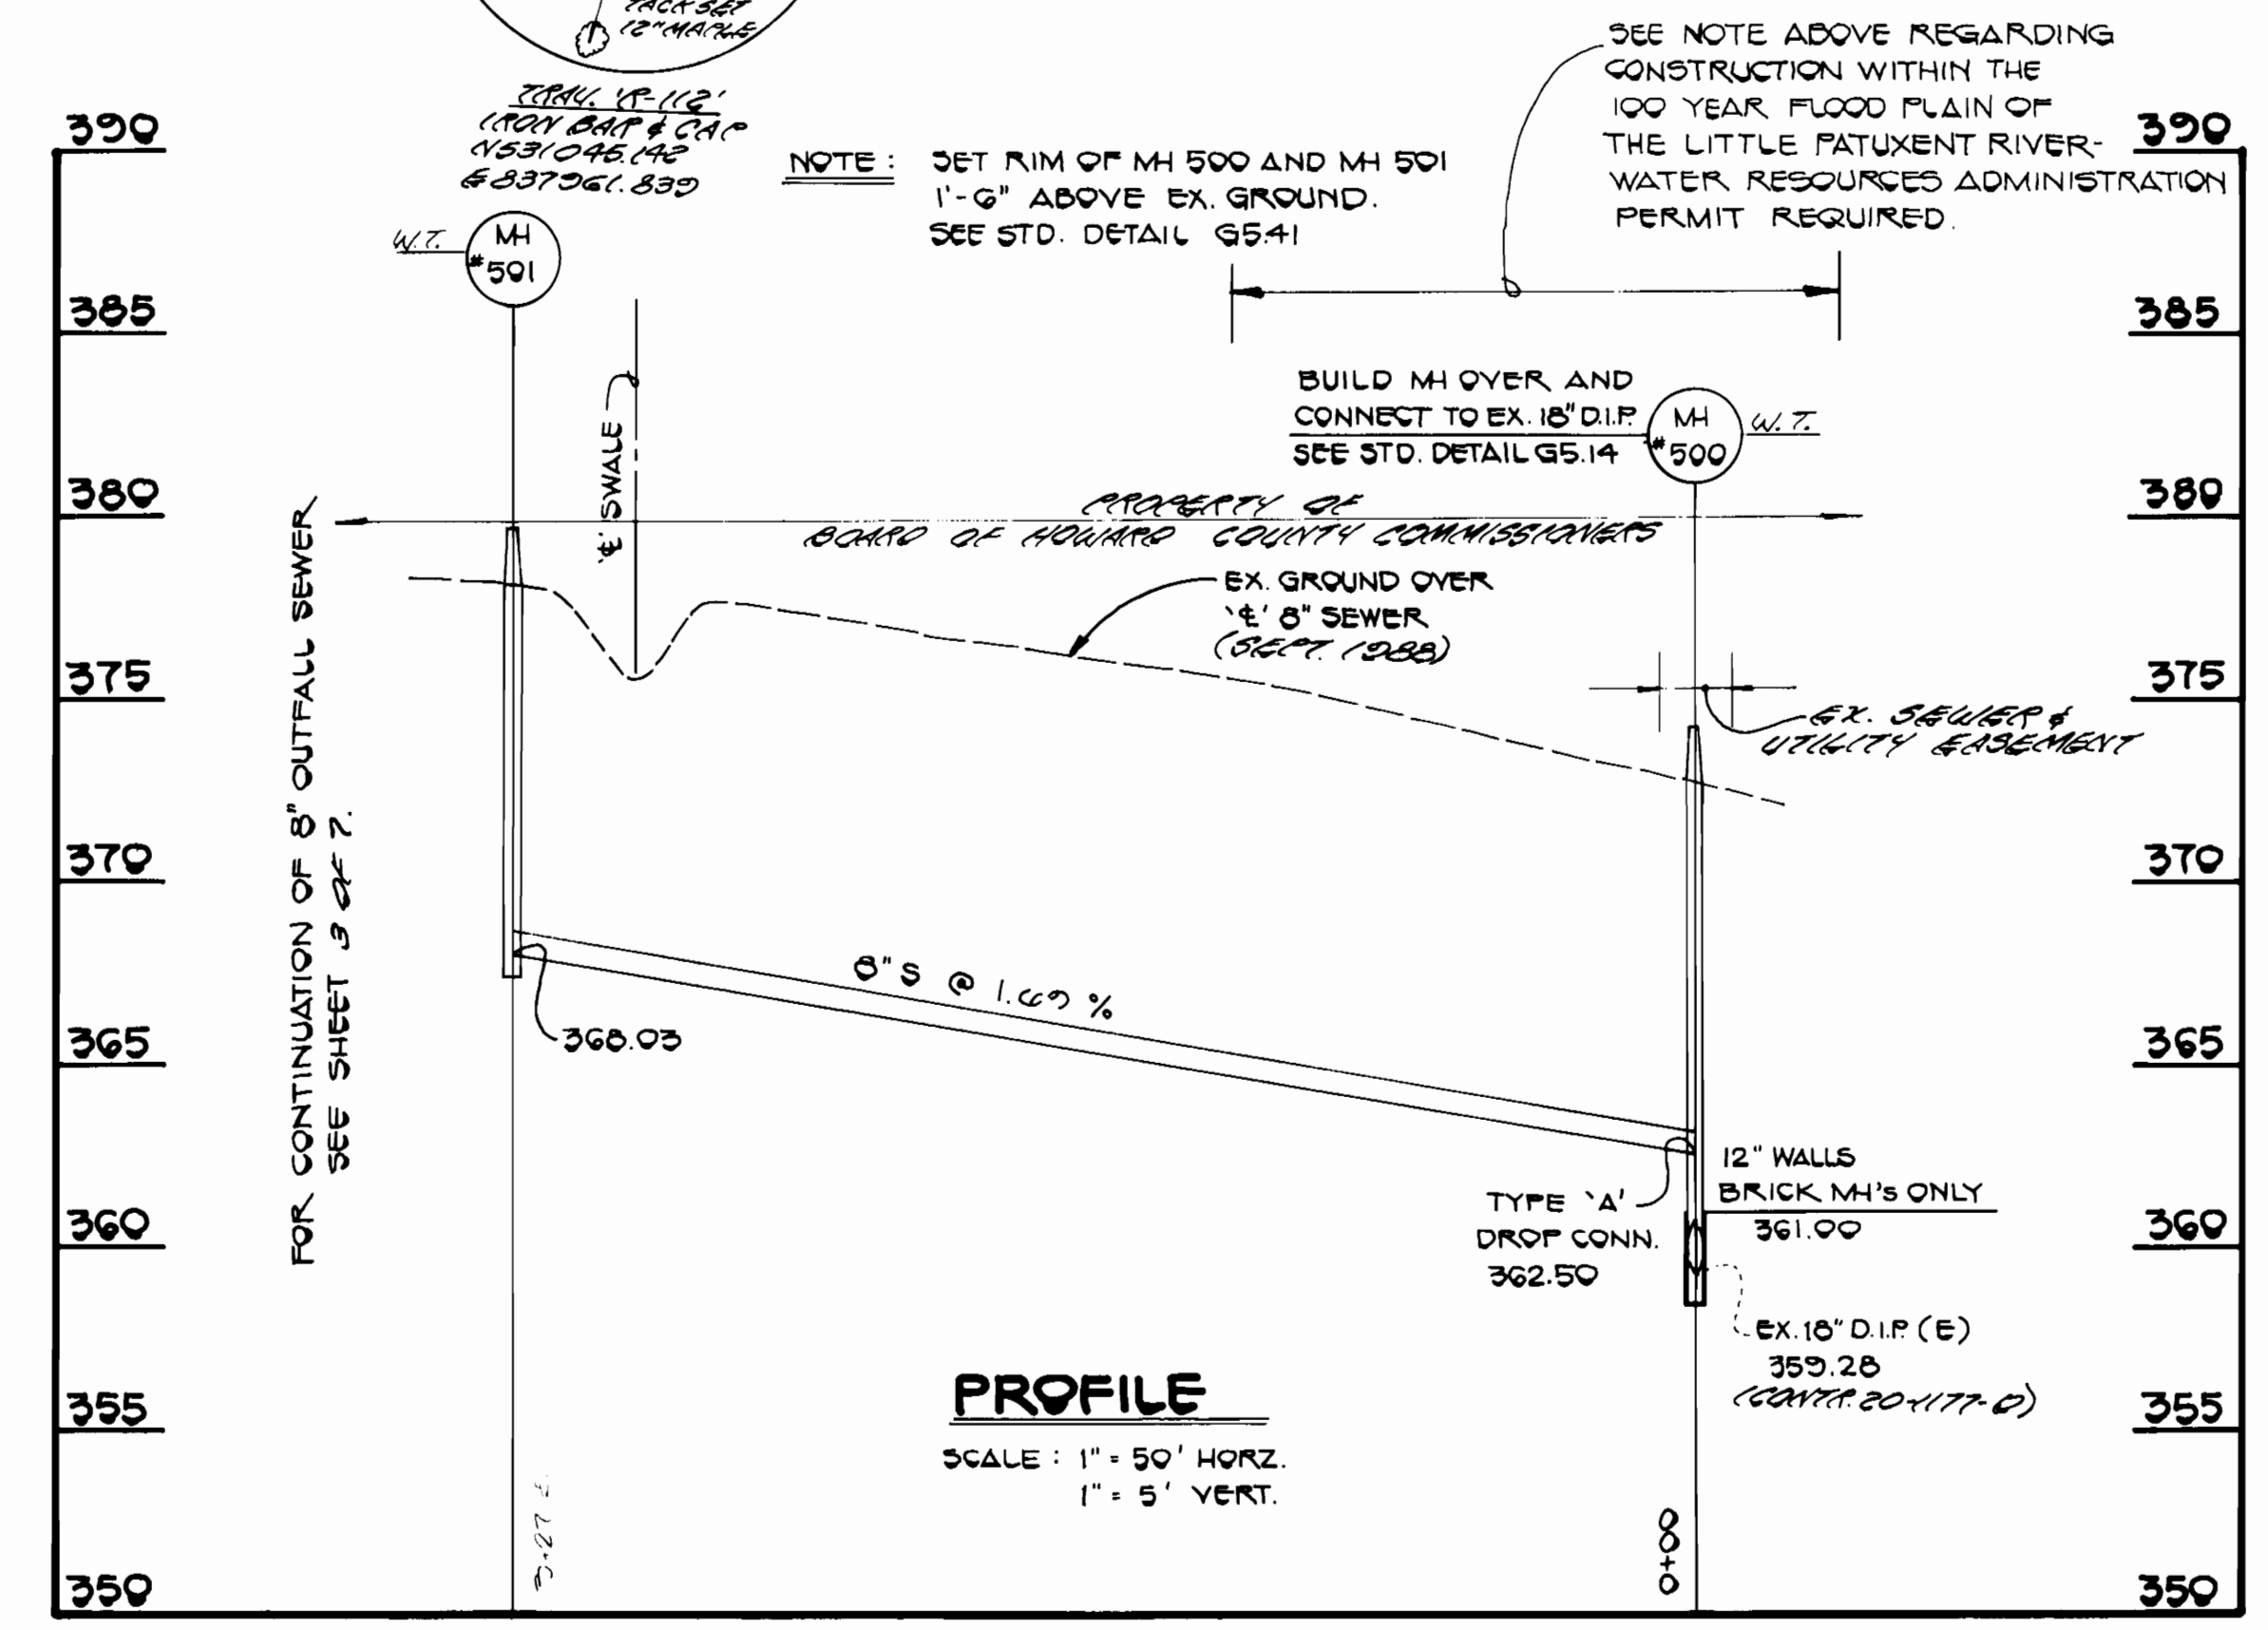 TACK SET
12" MAPLE
TRAV. 'R-112'
IRON BAR & CAP
N531045.142
E837961.839
NOTE : SET RIM OF MH 500 AND MH 501
1'-6" ABOVE EX. GROUND.
SEE STD. DETAIL G5.41
SEE NOTE ABOVE REGARDING
CONSTRUCTION WITHIN THE
100 YEAR FLOOD PLAIN OF
THE LITTLE PATUXENT RIVER-
WATER RESOURCES ADMINISTRATION
PERMIT REQUIRED.
390
385
380
375
370
365
360
355
350
W.T.
MH
#501
℄ SWALE
BUILD MH OVER AND
CONNECT TO EX. 18" D.I.P.
SEE STD. DETAIL G5.14
MH
#500
W.T.
PROPERTY OF
BOARD OF HOWARD COUNTY COMMISSIONERS
EX. GROUND OVER
'℄' 8" SEWER
(SEPT. 1988)
EX. SEWER &
UTILITY EASEMENT
FOR CONTINUATION OF 8" OUTFALL SEWER
SEE SHEET 3 OF 7.
8" S @ 1.69 %
368.03
TYPE 'A'
DROP CONN.
362.50
12" WALLS
BRICK MH's ONLY
361.00
EX. 18" D.I.P. (E)
359.28
(CONTR. 20-1177-D)
PROFILE
SCALE : 1" = 50' HORZ.
1" = 5' VERT.
3+27
0+00
390
385
380
375
370
365
360
355
350